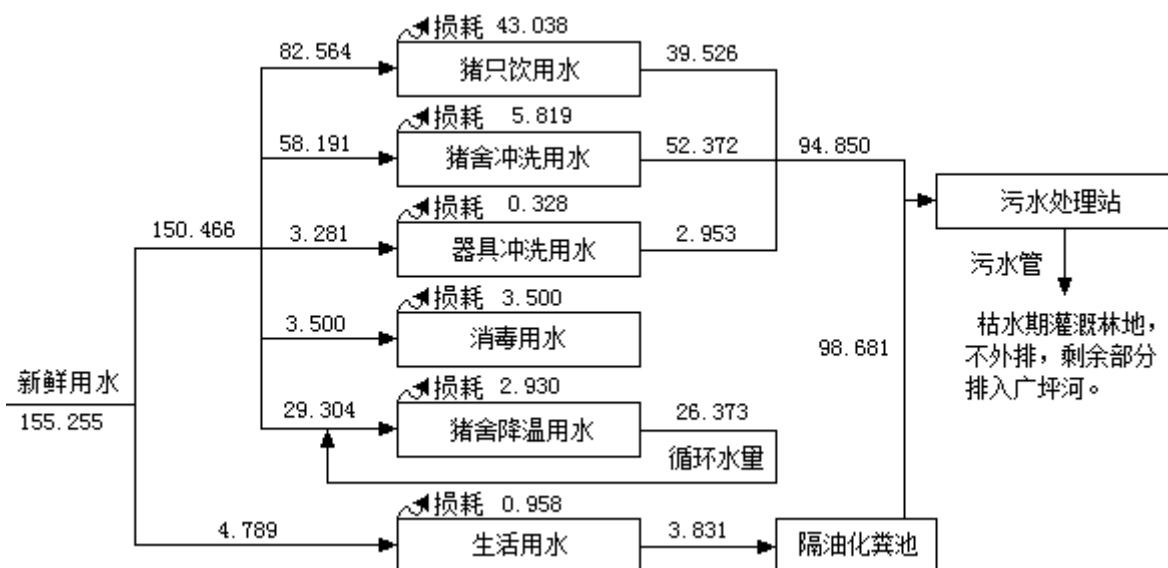 损耗 43.038
82.564
猪只饮用水
39.526
损耗 5.819
58.191
猪舍冲洗用水
52.372
94.850
污水处理站
损耗 0.328
150.466
3.281
器具冲洗用水
2.953
污水管
损耗 3.500
3.500
消毒用水
98.681
枯水期灌溉林地，
不外排，剩余部分
排入广坪河。
新鲜用水
155.255
损耗 2.930
29.304
猪舍降温用水
26.373
循环水量
损耗 0.958
4.789
生活用水
3.831
隔油化粪池